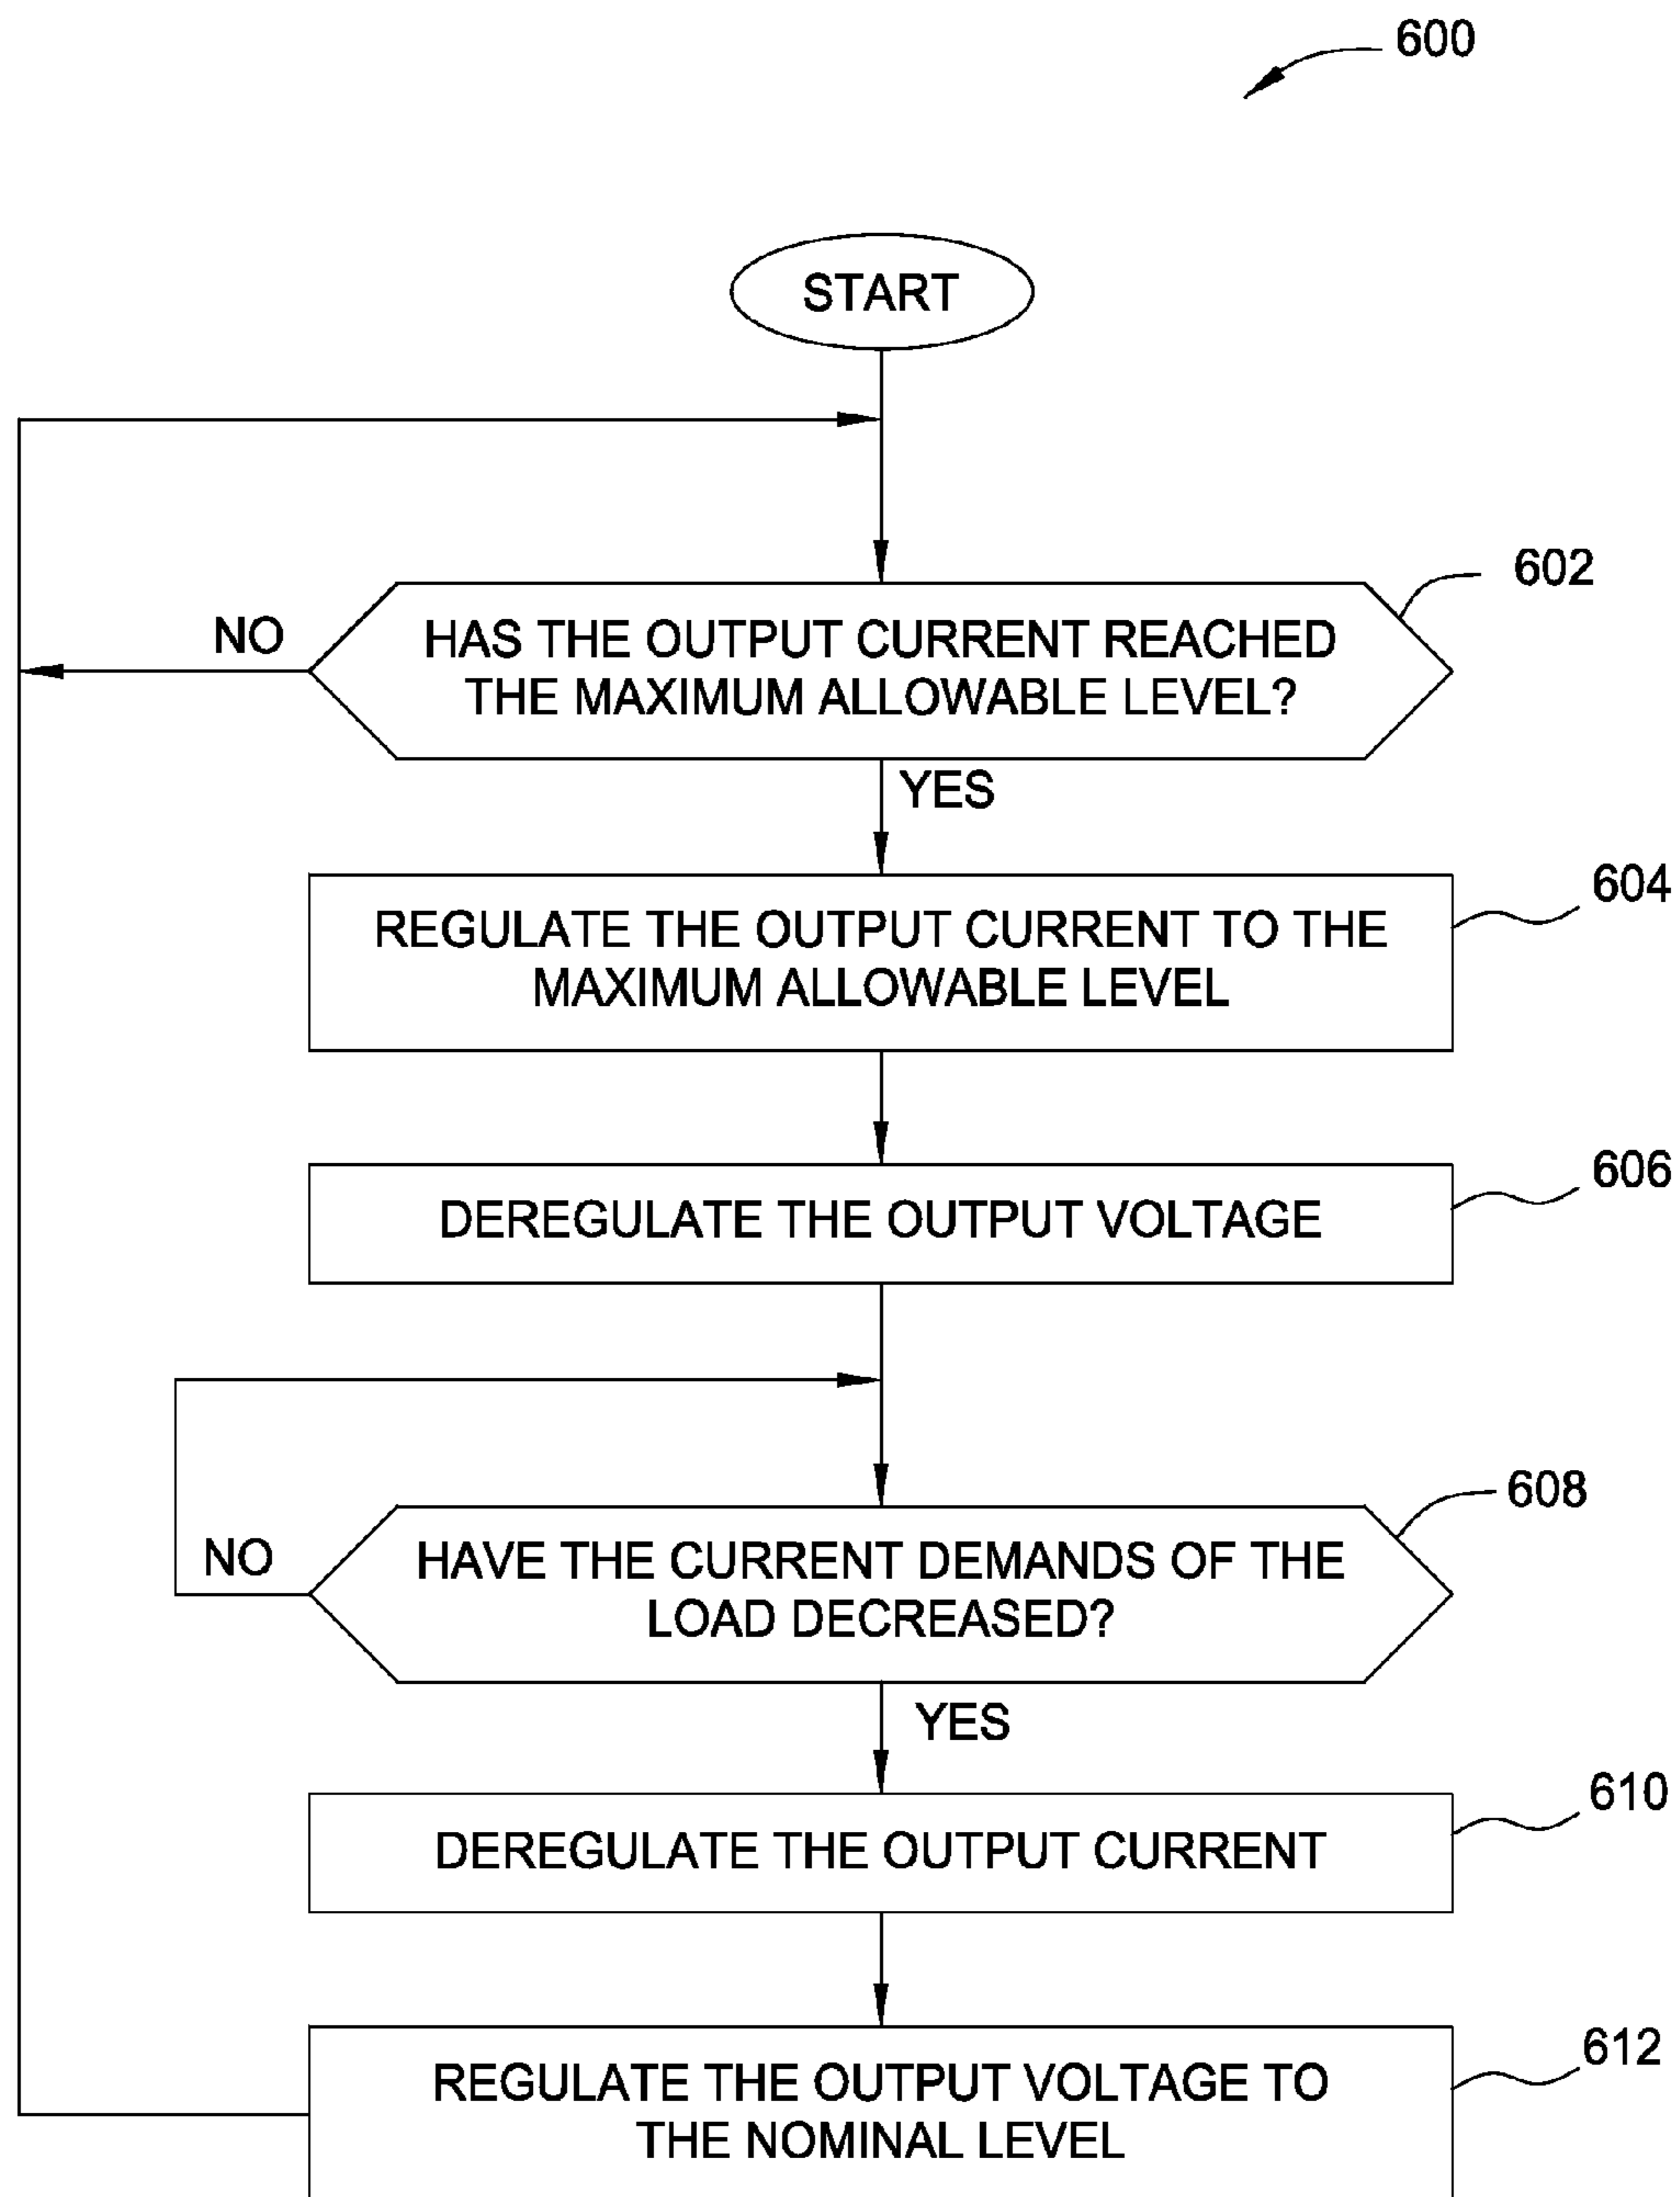 600
START
602
NO
HAS THE OUTPUT CURRENT REACHED
THE MAXIMUM ALLOWABLE LEVEL?
YES
604
REGULATE THE OUTPUT CURRENT TO THE
MAXIMUM ALLOWABLE LEVEL
606
DEREGULATE THE OUTPUT VOLTAGE
608
NO
HAVE THE CURRENT DEMANDS OF THE
LOAD DECREASED?
YES
610
DEREGULATE THE OUTPUT CURRENT
612
REGULATE THE OUTPUT VOLTAGE TO
THE NOMINAL LEVEL